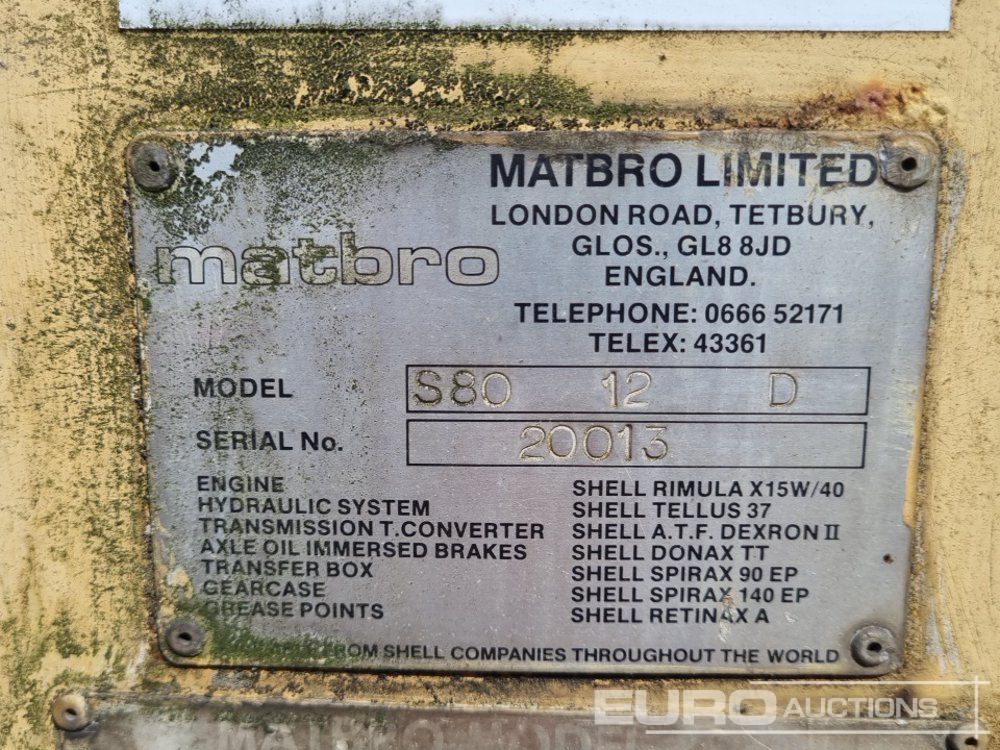 MATBRO LIMITED
LONDON ROAD, TETBURY,
GLOS., GL8 8JD
ENGLAND.
matbro
TELEPHONE: 0666 52171
TELEX: 43361
MODEL S80 12 D
SERIAL No. 20013
ENGINE SHELL RIMULA X15W/40
HYDRAULIC SYSTEM SHELL TELLUS 37
TRANSMISSION T.CONVERTER SHELL A.T.F. DEXRON II
AXLE OIL IMMERSED BRAKES SHELL DONAX TT
TRANSFER BOX SHELL SPIRAX 90 EP
GEARCASE SHELL SPIRAX 140 EP
GREASE POINTS SHELL RETINAX A
FROM SHELL COMPANIES THROUGHOUT THE WORLD
MATBRO MODEL
EURO AUCTIONS